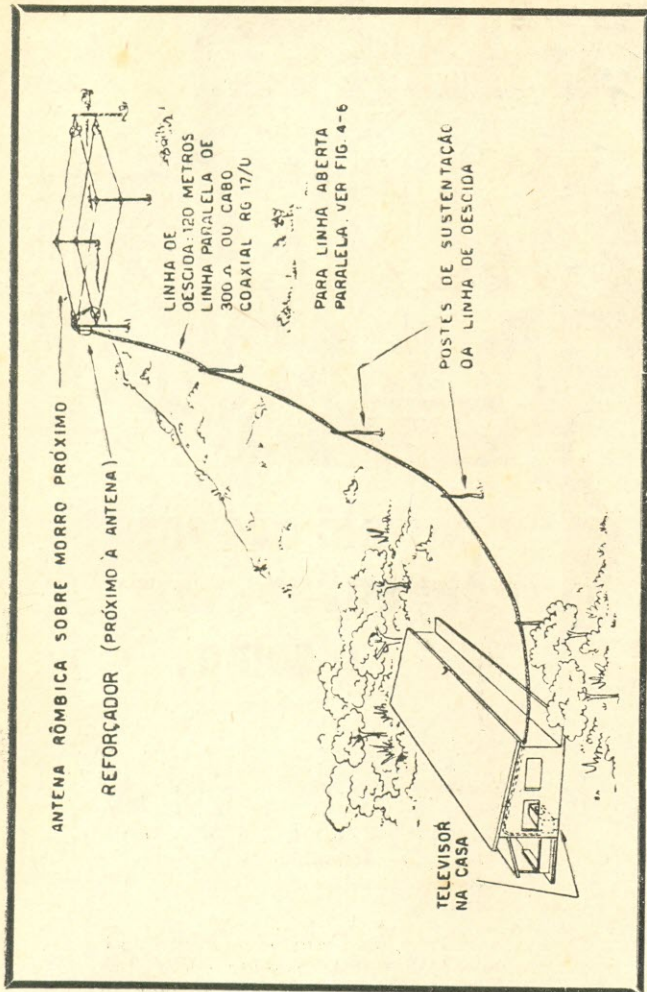 ANTENA RÔMBICA SOBRE MORRO PRÓXIMO
REFORÇADOR (PRÓXIMO À ANTENA)
LINHA DE
DESCIDA: 120 METROS
LINHA PARALELA DE
300 Ω OU CABO
COAXIAL RG 17/U
PARA LINHA ABERTA
PARALELA, VER FIG. 4-6
POSTES DE SUSTENTAÇÃO
DA LINHA DE DESCIDA
TELEVISOR
NA CASA